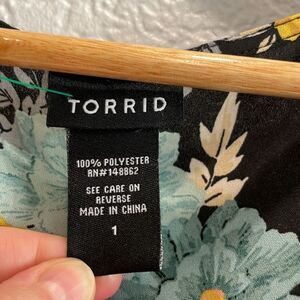 TORRID
100% POLYESTER
RN#148862
SEE CARE ON
REVERSE
MADE IN CHINA
1